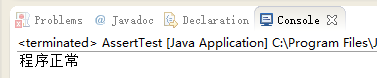 Problems @ Javadoc Declaration Console
<terminated> AssertTest [Java Application] C:\Program Files\J
程序正常